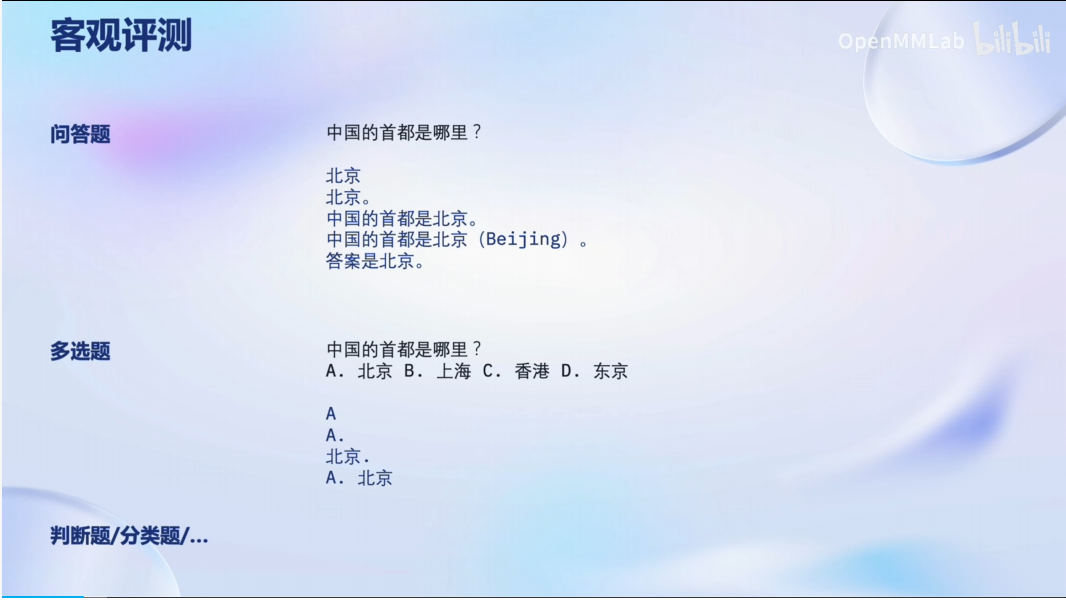 客观评测
OpenMMLab bilibili
问答题
中国的首都是哪里？
北京
北京。
中国的首都是北京。
中国的首都是北京（Beijing）。
答案是北京。
多选题
中国的首都是哪里？
A. 北京 B. 上海 C. 香港 D. 东京
A
A.
北京.
A. 北京
判断题/分类题/...